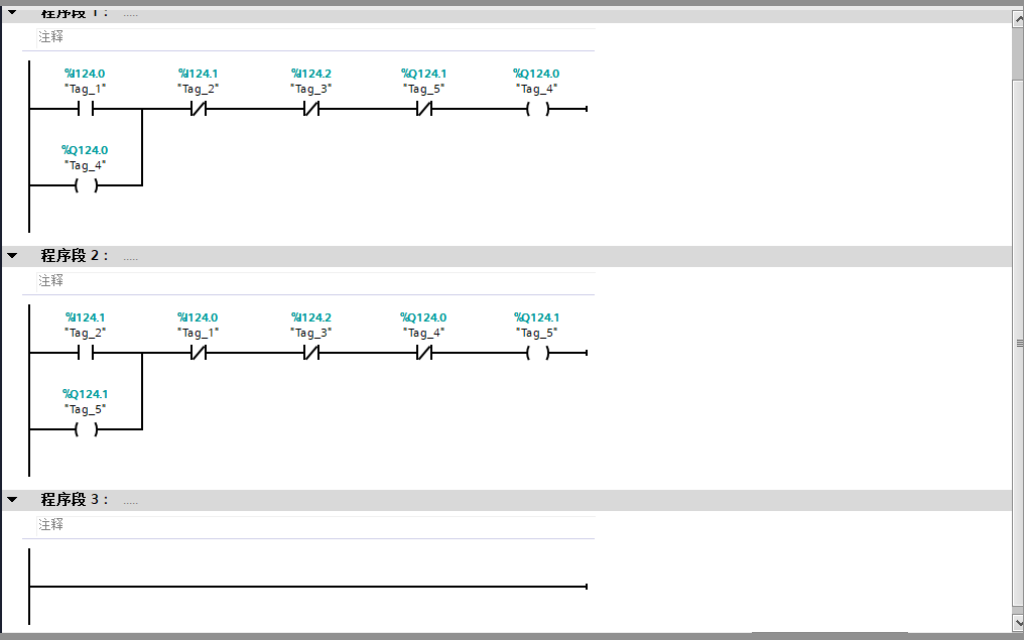 程序段 1： .....
注释
%I124.0 %I124.1 %I124.2 %Q124.1 %Q124.0
"Tag_1" "Tag_2" "Tag_3" "Tag_5" "Tag_4"
%Q124.0
"Tag_4"
程序段 2： .....
注释
%I124.1 %I124.0 %I124.2 %Q124.0 %Q124.1
"Tag_2" "Tag_1" "Tag_3" "Tag_4" "Tag_5"
%Q124.1
"Tag_5"
程序段 3： .....
注释